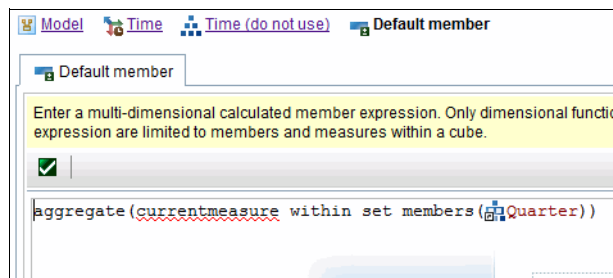 Model Time Time (do not use) Default member
Default member
Enter a multi-dimensional calculated member expression. Only dimensional
expression are limited to members and measures within a cube.
aggregate(currentmeasure within set members(Quarter))